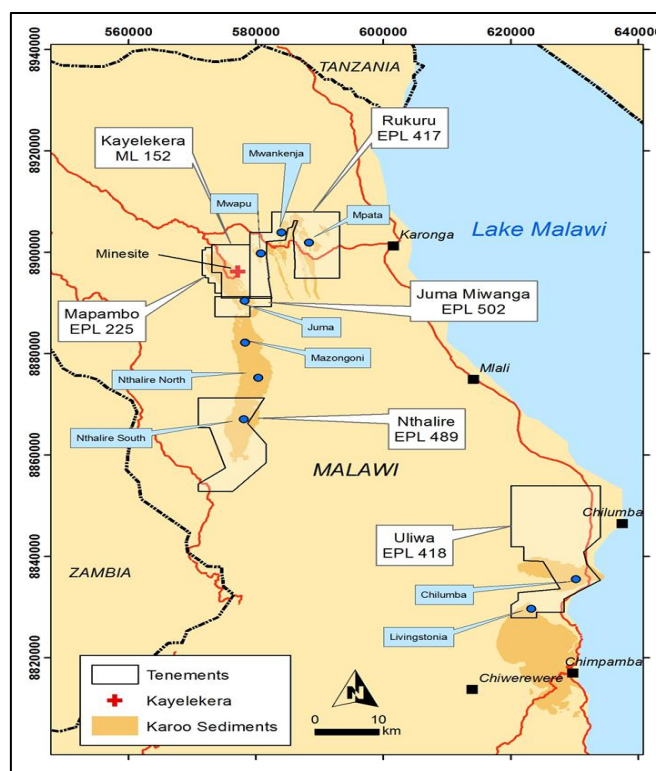 560000
580000
600000
620000
640000
8840000
8820000
8900000
8880000
8860000
8840000
8820000
TANZANIA
Rukuru
EPL 417
Kayelekera
ML 152
Mwankenja
Mwapu
Mpata
Lake Malawi
Karonga
Minesite
Mapambo
EPL 225
Juma Miwanga
EPL 502
Juma
Mazongoni
Mlali
Nthalire North
Nthalire
EPL 489
Nthalire South
MALAWI
Chilumba
Uliwa
EPL 418
ZAMBIA
Chilumba
Livingstonia
Chimpamba
Chiwerewere
Tenements
Kayelekera
Karoo Sediments
N
0
10
km